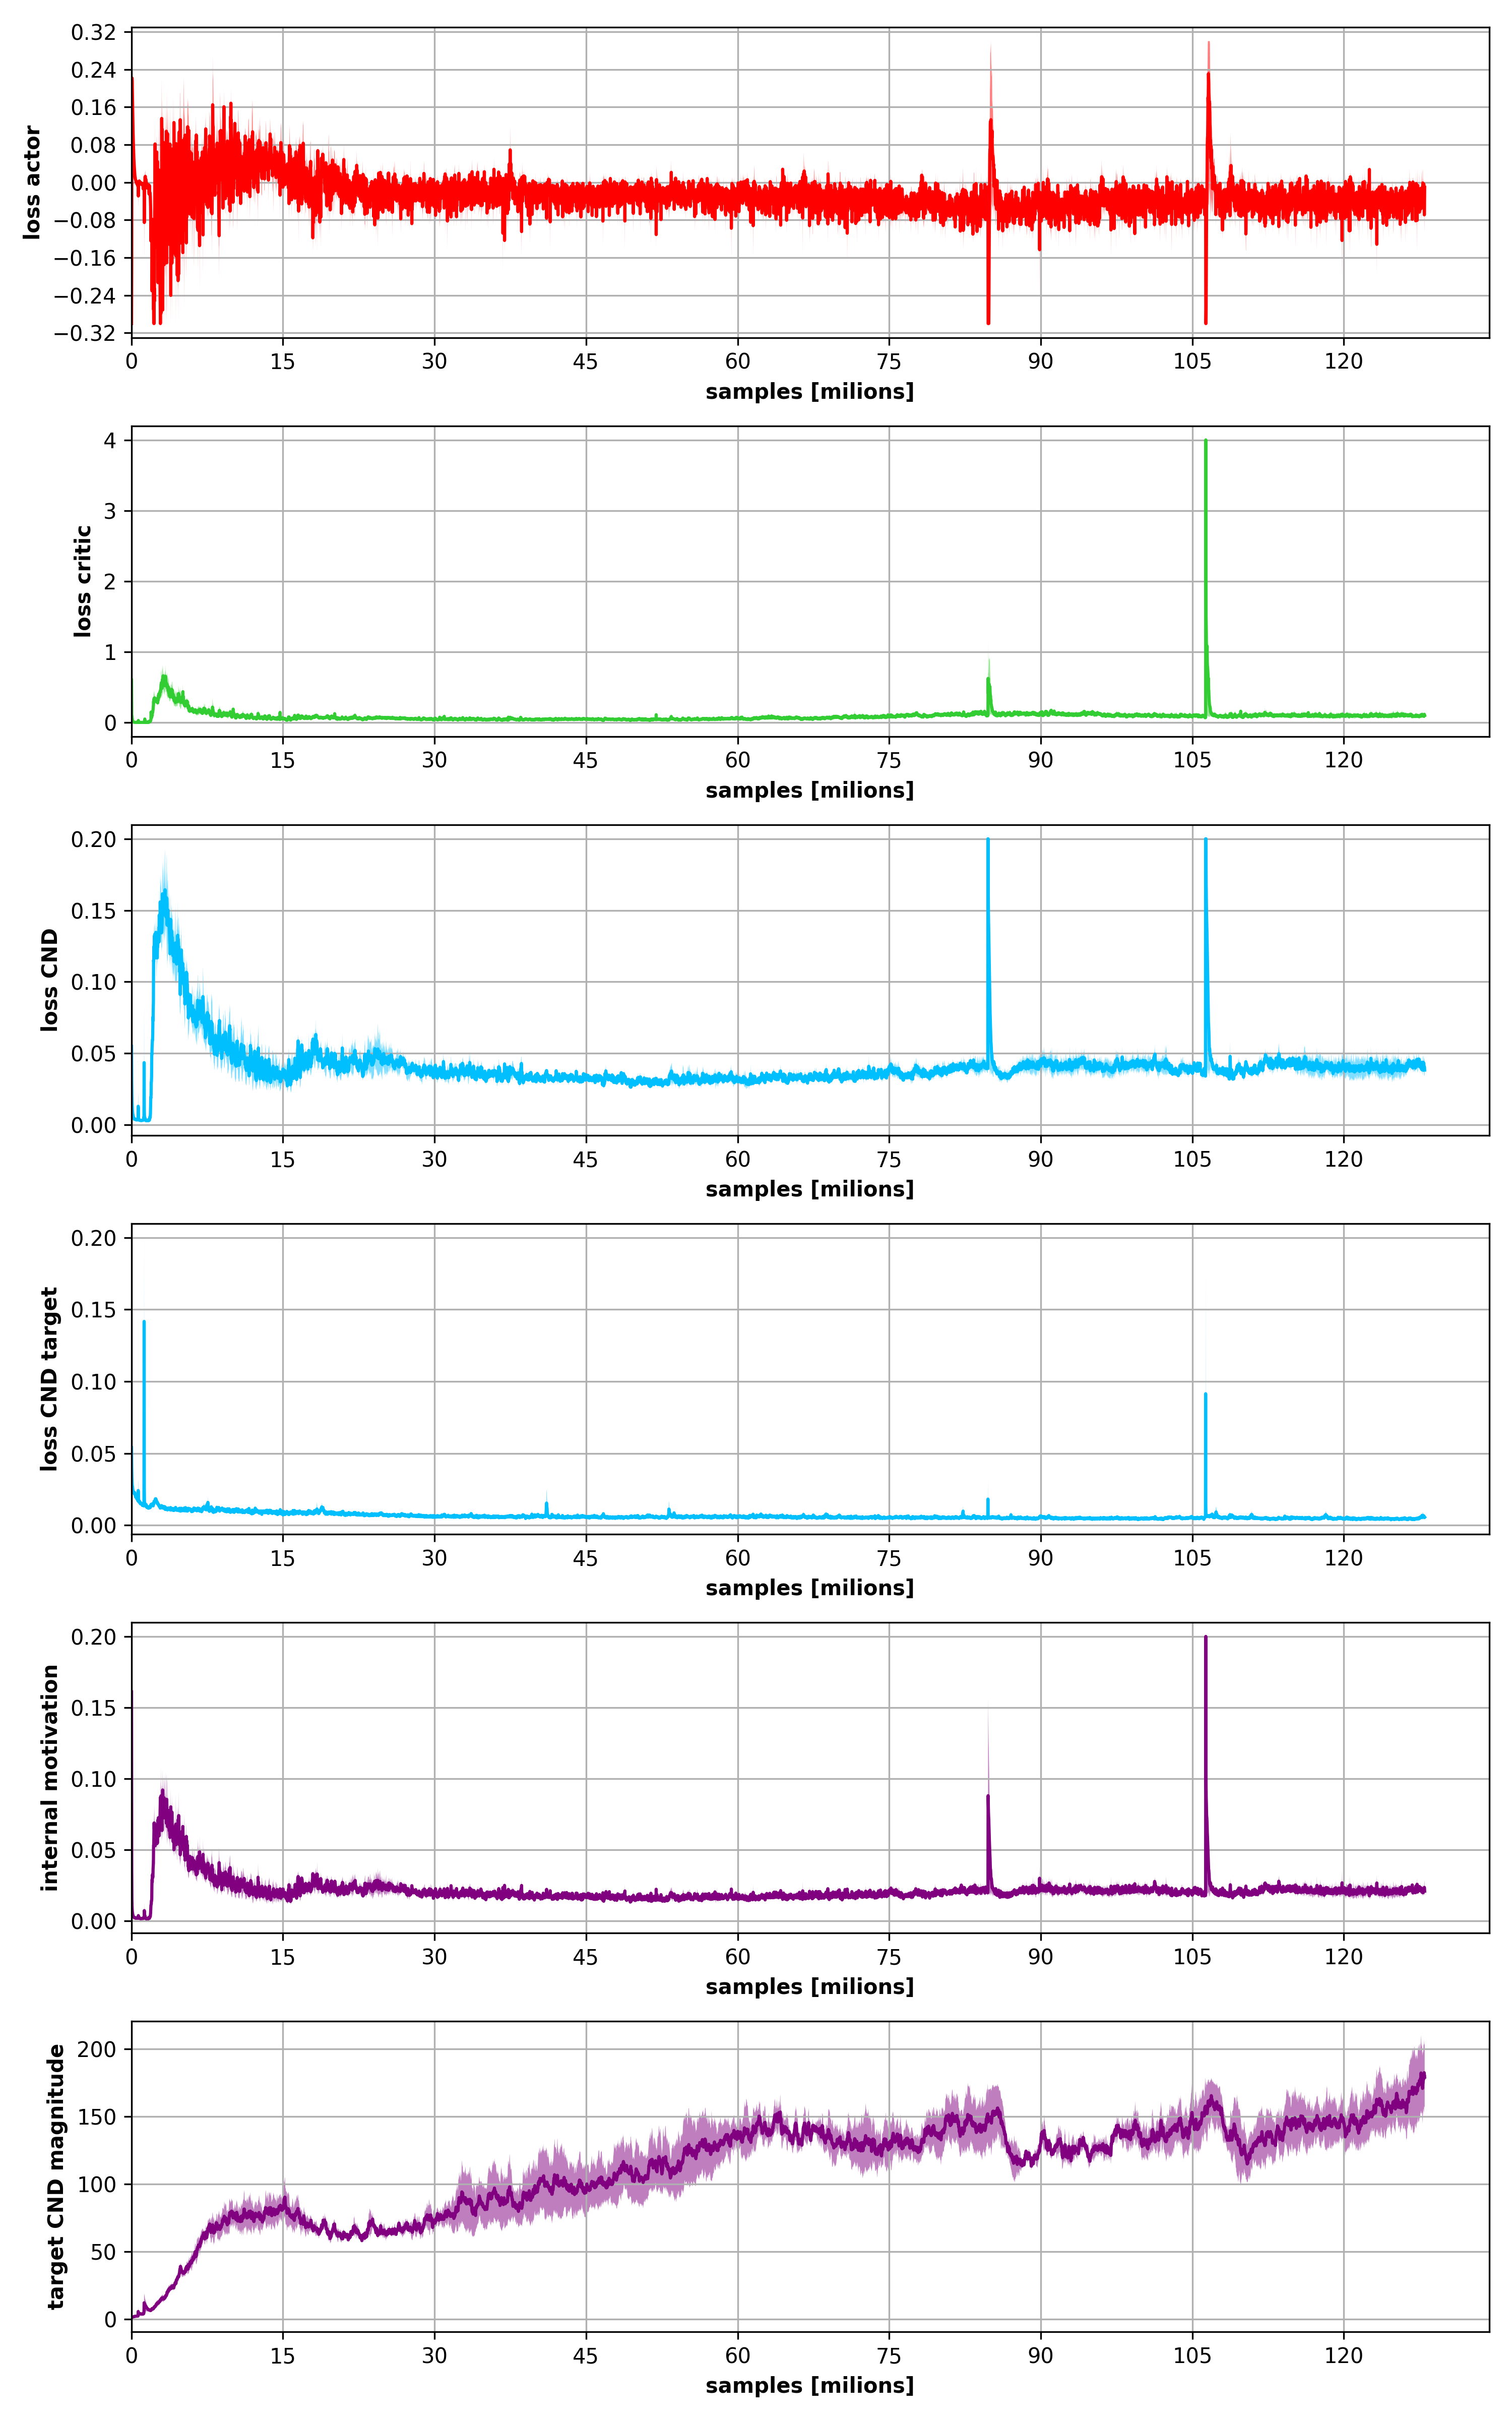 loss actor
0.32
0.24
0.16
0.08
0.00
−0.08
−0.16
−0.24
−0.32
0 15 30 45 60 75 90 105 120
samples [milions]
loss critic
4
3
2
1
0
0 15 30 45 60 75 90 105 120
samples [milions]
loss CND
0.20
0.15
0.10
0.05
0.00
0 15 30 45 60 75 90 105 120
samples [milions]
loss CND target
0.20
0.15
0.10
0.05
0.00
0 15 30 45 60 75 90 105 120
samples [milions]
internal motivation
0.20
0.15
0.10
0.05
0.00
0 15 30 45 60 75 90 105 120
samples [milions]
target CND magnitude
200
150
100
50
0
0 15 30 45 60 75 90 105 120
samples [milions]